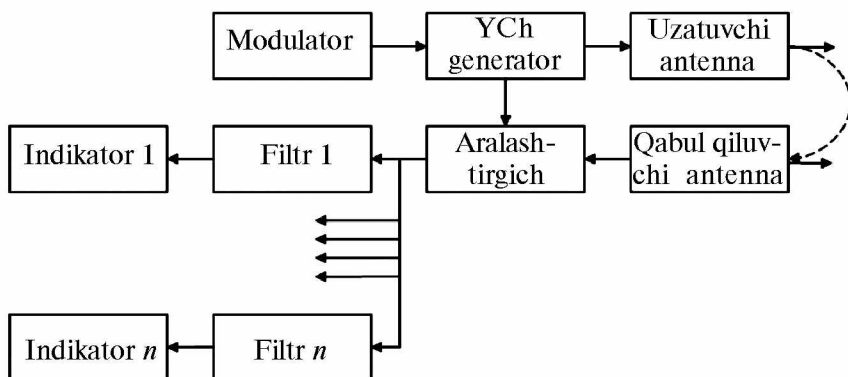 Modulator
YCh
generator
Uzatuvchi
antenna
Indikator 1
Filtr 1
Aralash-
tirgich
Qabul qiluv-
chi antenna
Indikator n
Filtr n